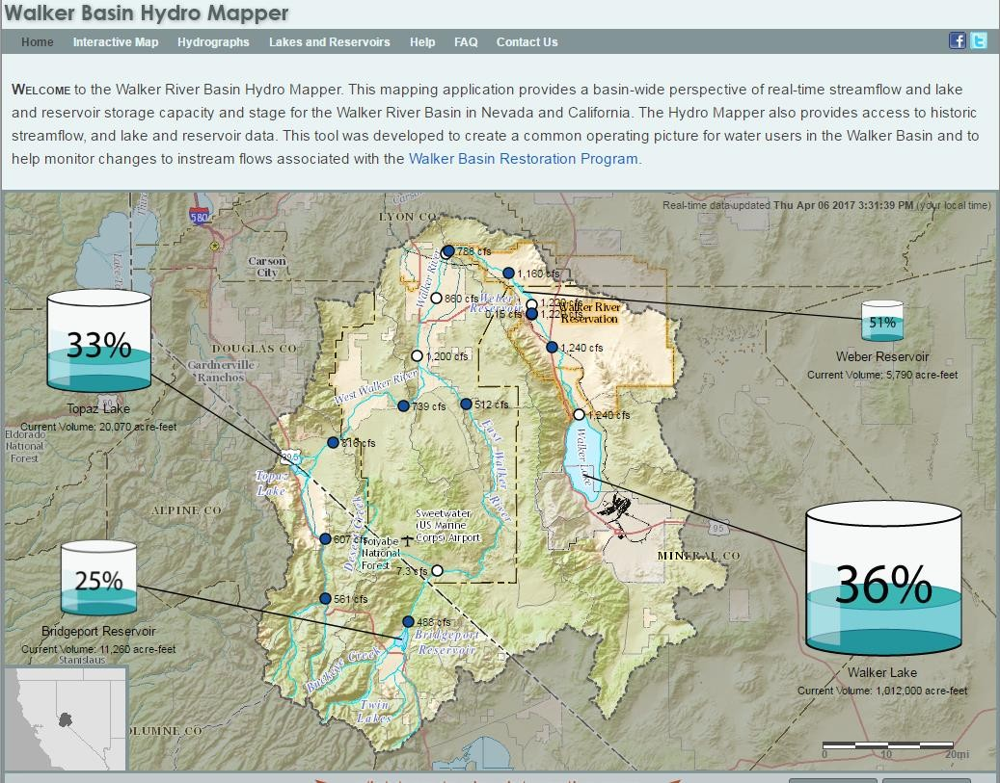 Walker Basin Hydro Mapper
Home Interactive Map Hydrographs Lakes and Reservoirs Help FAQ Contact Us
WELCOME to the Walker River Basin Hydro Mapper. This mapping application provides a basin-wide perspective of real-time streamflow and lake
and reservoir storage capacity and stage for the Walker River Basin in Nevada and California. The Hydro Mapper also provides access to historic
streamflow, and lake and reservoir data. This tool was developed to create a common operating picture for water users in the Walker Basin and to
help monitor changes to instream flows associated with the Walker Basin Restoration Program.
Real-time data updated Thu Apr 06 2017 3:31:39 PM (your local time)
580
LYON CO
Carson
City
788 cfs
1,160 cfs
Walker River
860 cfs
Weber
Reservoir
0.15 cfs
Walker River
Reservation
33%
Topaz Lake
Current Volume: 20,070 acre-feet
51%
Weber Reservoir
Current Volume: 5,790 acre-feet
DOUGLAS CO
Gardnerville
Ranchos
1,240 cfs
1,200 cfs
West Walker River
739 cfs
512 cfs
1,240 cfs
Eldorado
National
Forest
816 cfs
395
Topaz
Lake
East Walker River
Walker Lake
ALPINE CO
Sweetwater
(US Marine
Corps) Airport
607 cfs
Toiyabe
National
Forest
7.3 cfs
95
MINERAL CO
36%
Walker Lake
Current Volume: 1,012,000 acre-feet
25%
Bridgeport Reservoir
Current Volume: 11,260 acre-feet
Stanislaus
561 cfs
488 cfs
Bridgeport
Reservoir
Buckeye Creek
Twin
Lakes
OLUMNE CO
0 10 20mi